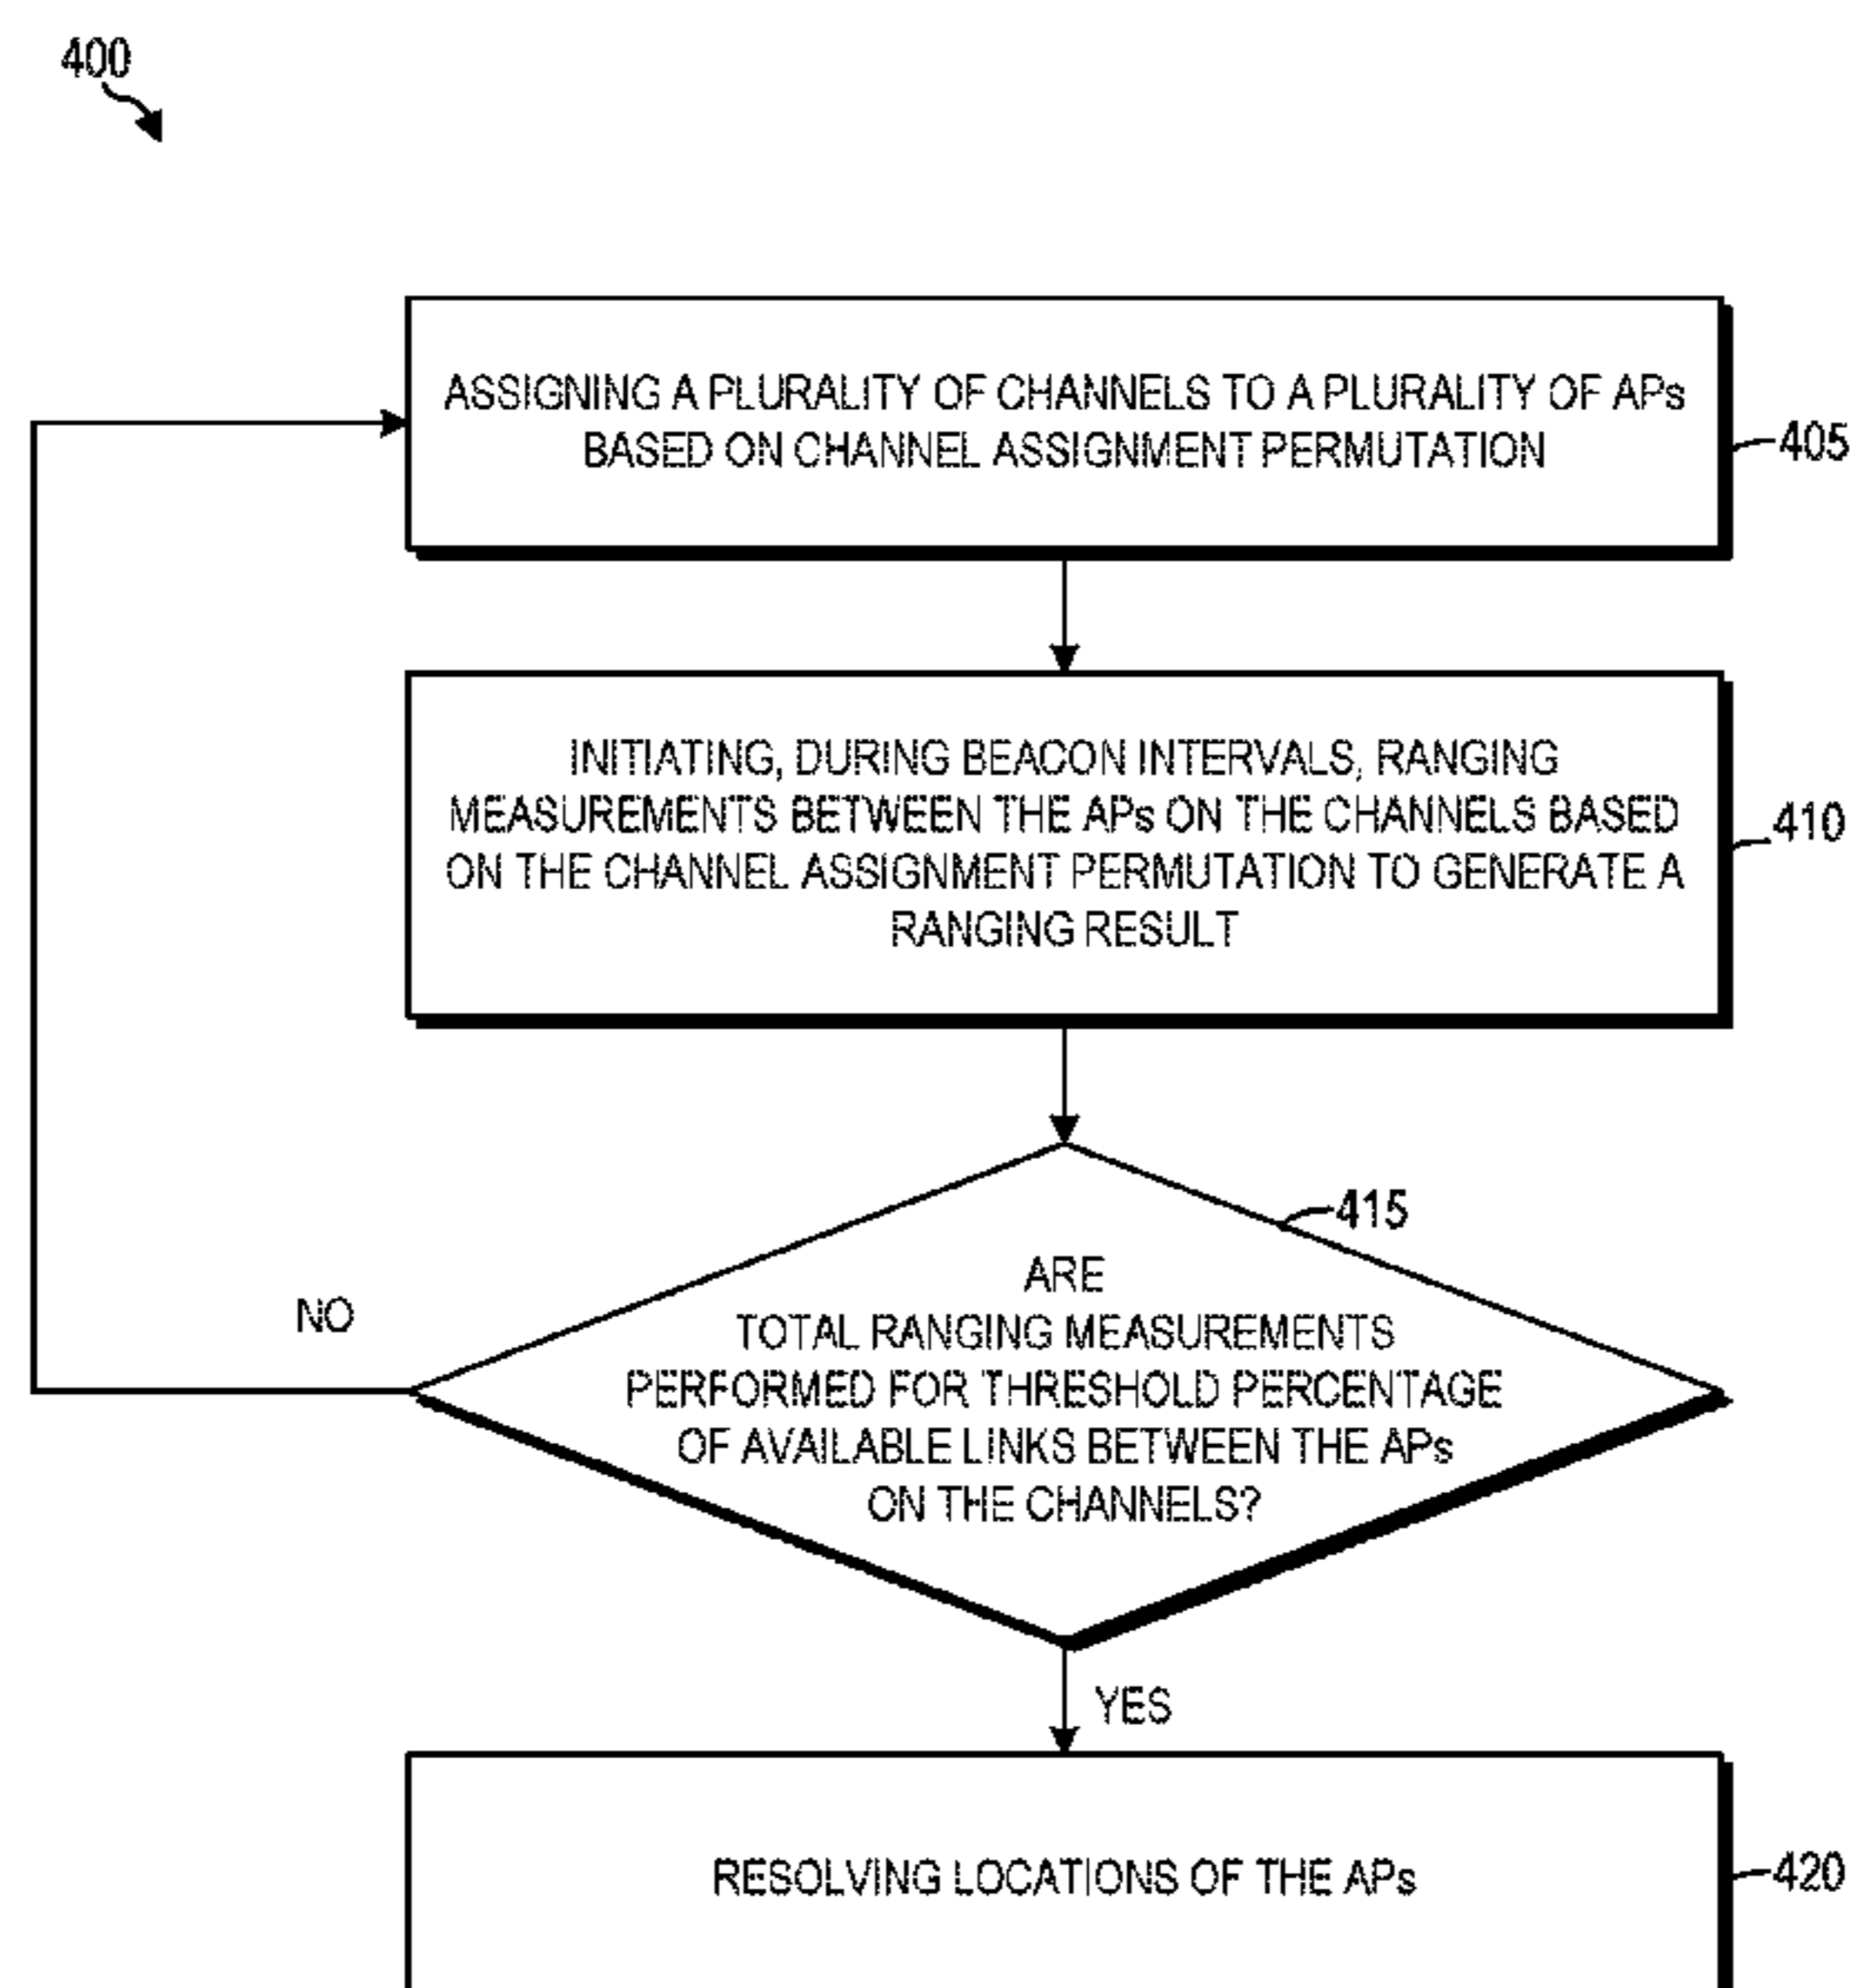 400
ASSIGNING A PLURALITY OF CHANNELS TO A PLURALITY OF APs
BASED ON CHANNEL ASSIGNMENT PERMUTATION
405
INITIATING, DURING BEACON INTERVALS, RANGING
MEASUREMENTS BETWEEN THE APs ON THE CHANNELS BASED
ON THE CHANNEL ASSIGNMENT PERMUTATION TO GENERATE A
RANGING RESULT
410
415
ARE
TOTAL RANGING MEASUREMENTS
PERFORMED FOR THRESHOLD PERCENTAGE
OF AVAILABLE LINKS BETWEEN THE APs
ON THE CHANNELS?
NO
YES
RESOLVING LOCATIONS OF THE APs
420